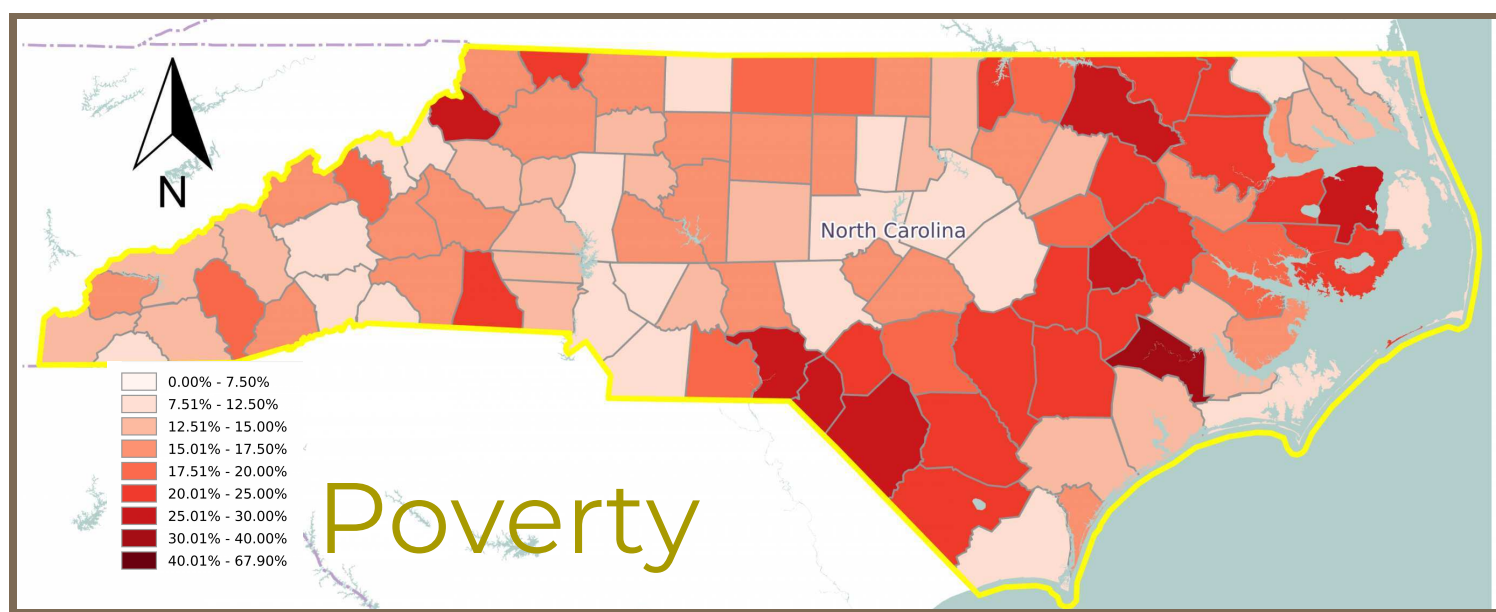 N
North Carolina
0.00% - 7.50%
7.51% - 12.50%
12.51% - 15.00%
15.01% - 17.50%
17.51% - 20.00%
20.01% - 25.00%
25.01% - 30.00%
30.01% - 40.00%
40.01% - 67.90%
Poverty